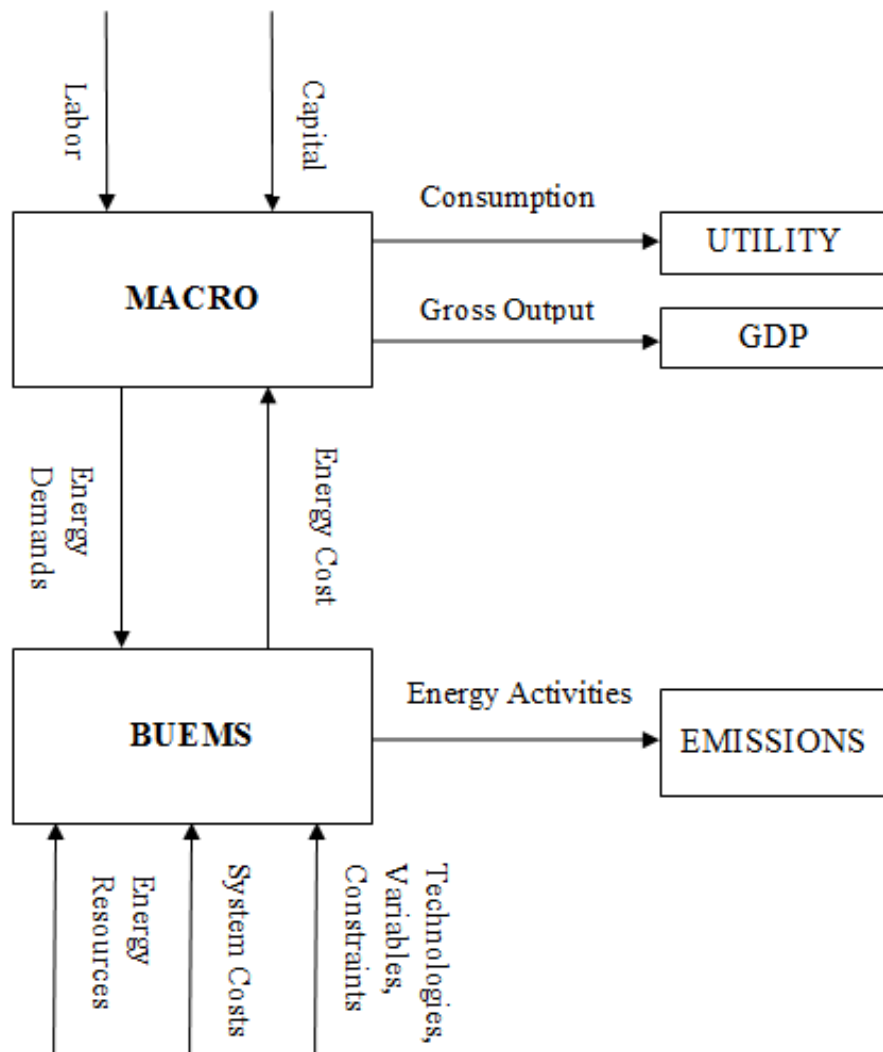 Labor
Capital
Consumption
UTILITY
MACRO
Gross Output
GDP
Energy
Demands
Energy Cost
Energy Activities
BUEMS
EMISSIONS
Energy
Resources
System Costs
Technologies,
Variables,
Constraints